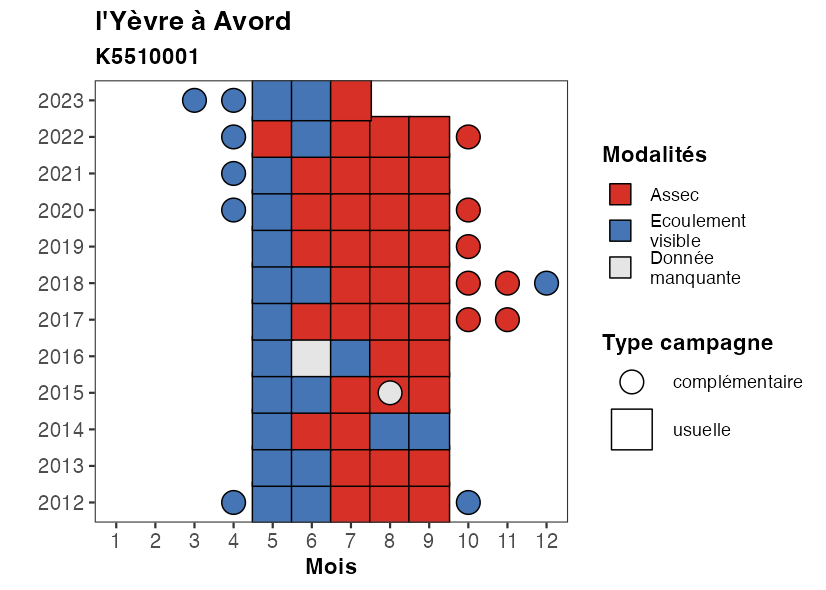 l'Yèvre à Avord
K5510001
2023
2022
2021
2020
2019
2018
2017
2016
2015
2014
2013
2012
1 2 3 4 5 6 7 8 9 10 11 12
Mois
Modalités
Assec
Ecoulement
visible
Donnée
manquante
Type campagne
complémentaire
usuelle